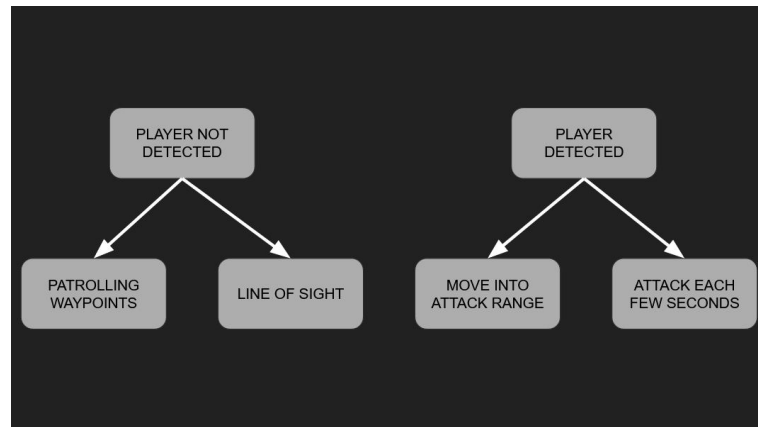 PLAYER NOT
DETECTED
PLAYER
DETECTED
PATROLLING
WAYPOINTS
LINE OF SIGHT
MOVE INTO
ATTACK RANGE
ATTACK EACH
FEW SECONDS